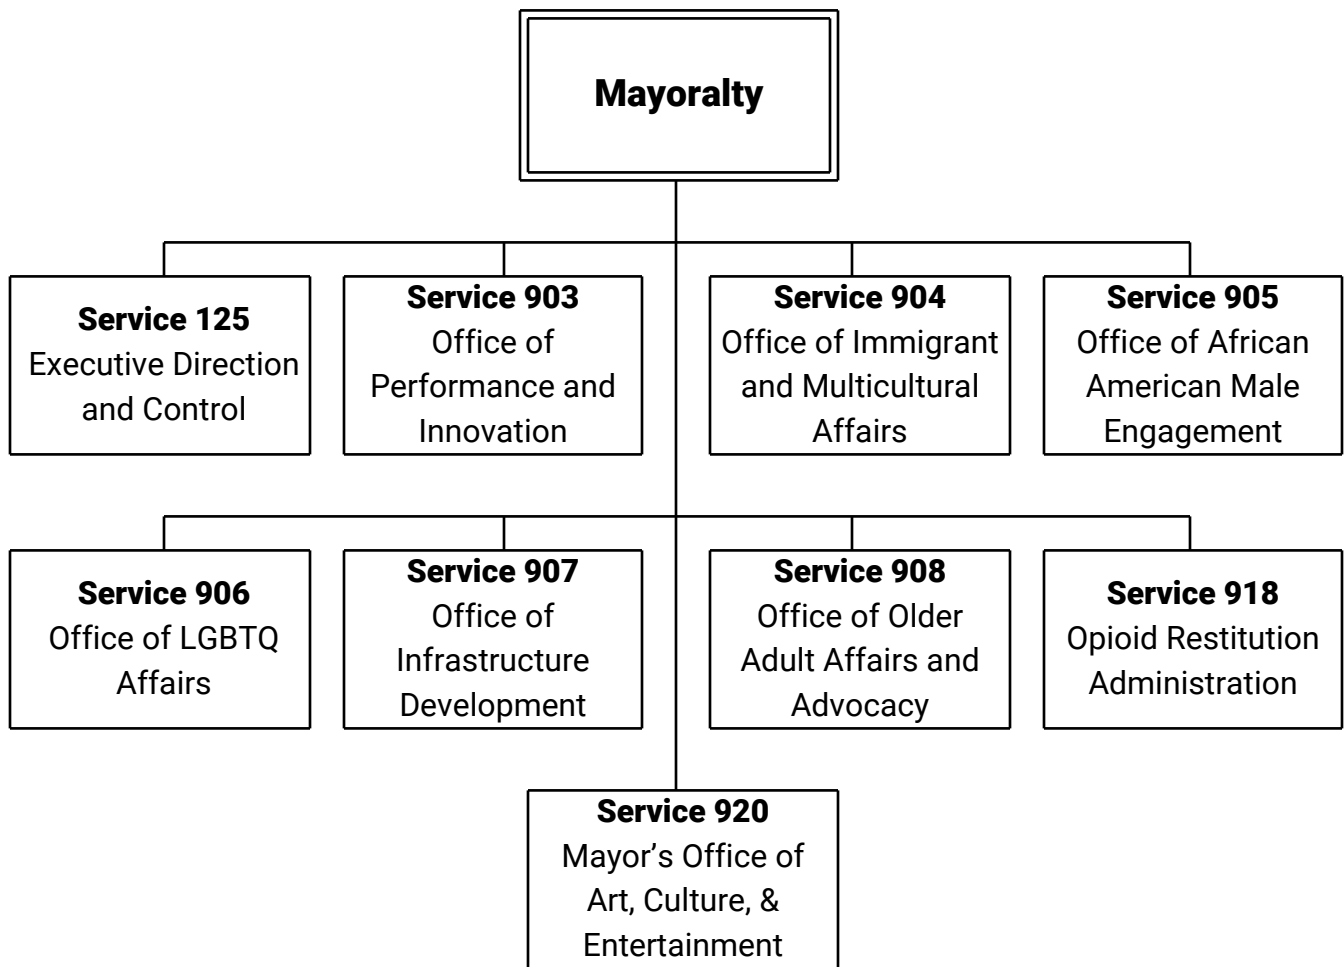 Mayoralty
Service 125
Executive Direction
and Control
Service 903
Office of
Performance and
Innovation
Service 904
Office of Immigrant
and Multicultural
Affairs
Service 905
Office of African
American Male
Engagement
Service 906
Office of LGBTQ
Affairs
Service 907
Office of
Infrastructure
Development
Service 908
Office of Older
Adult Affairs and
Advocacy
Service 918
Opioid Restitution
Administration
Service 920
Mayor’s Office of
Art, Culture, &
Entertainment